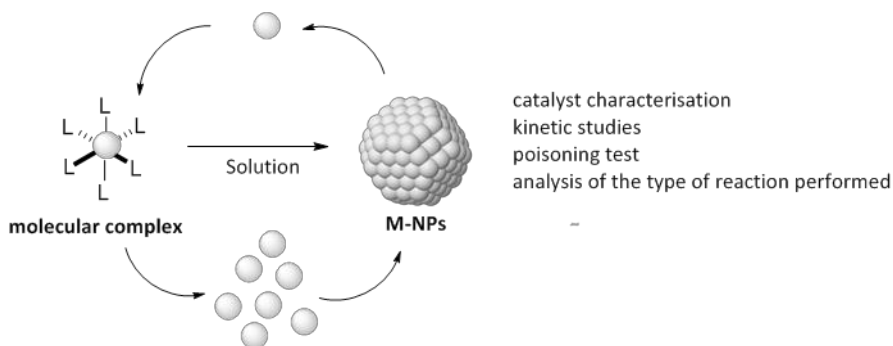 L
L
L
L
L
L
Solution
molecular complex
M-NPs
catalyst characterisation
kinetic studies
poisoning test
analysis of the type of reaction performed